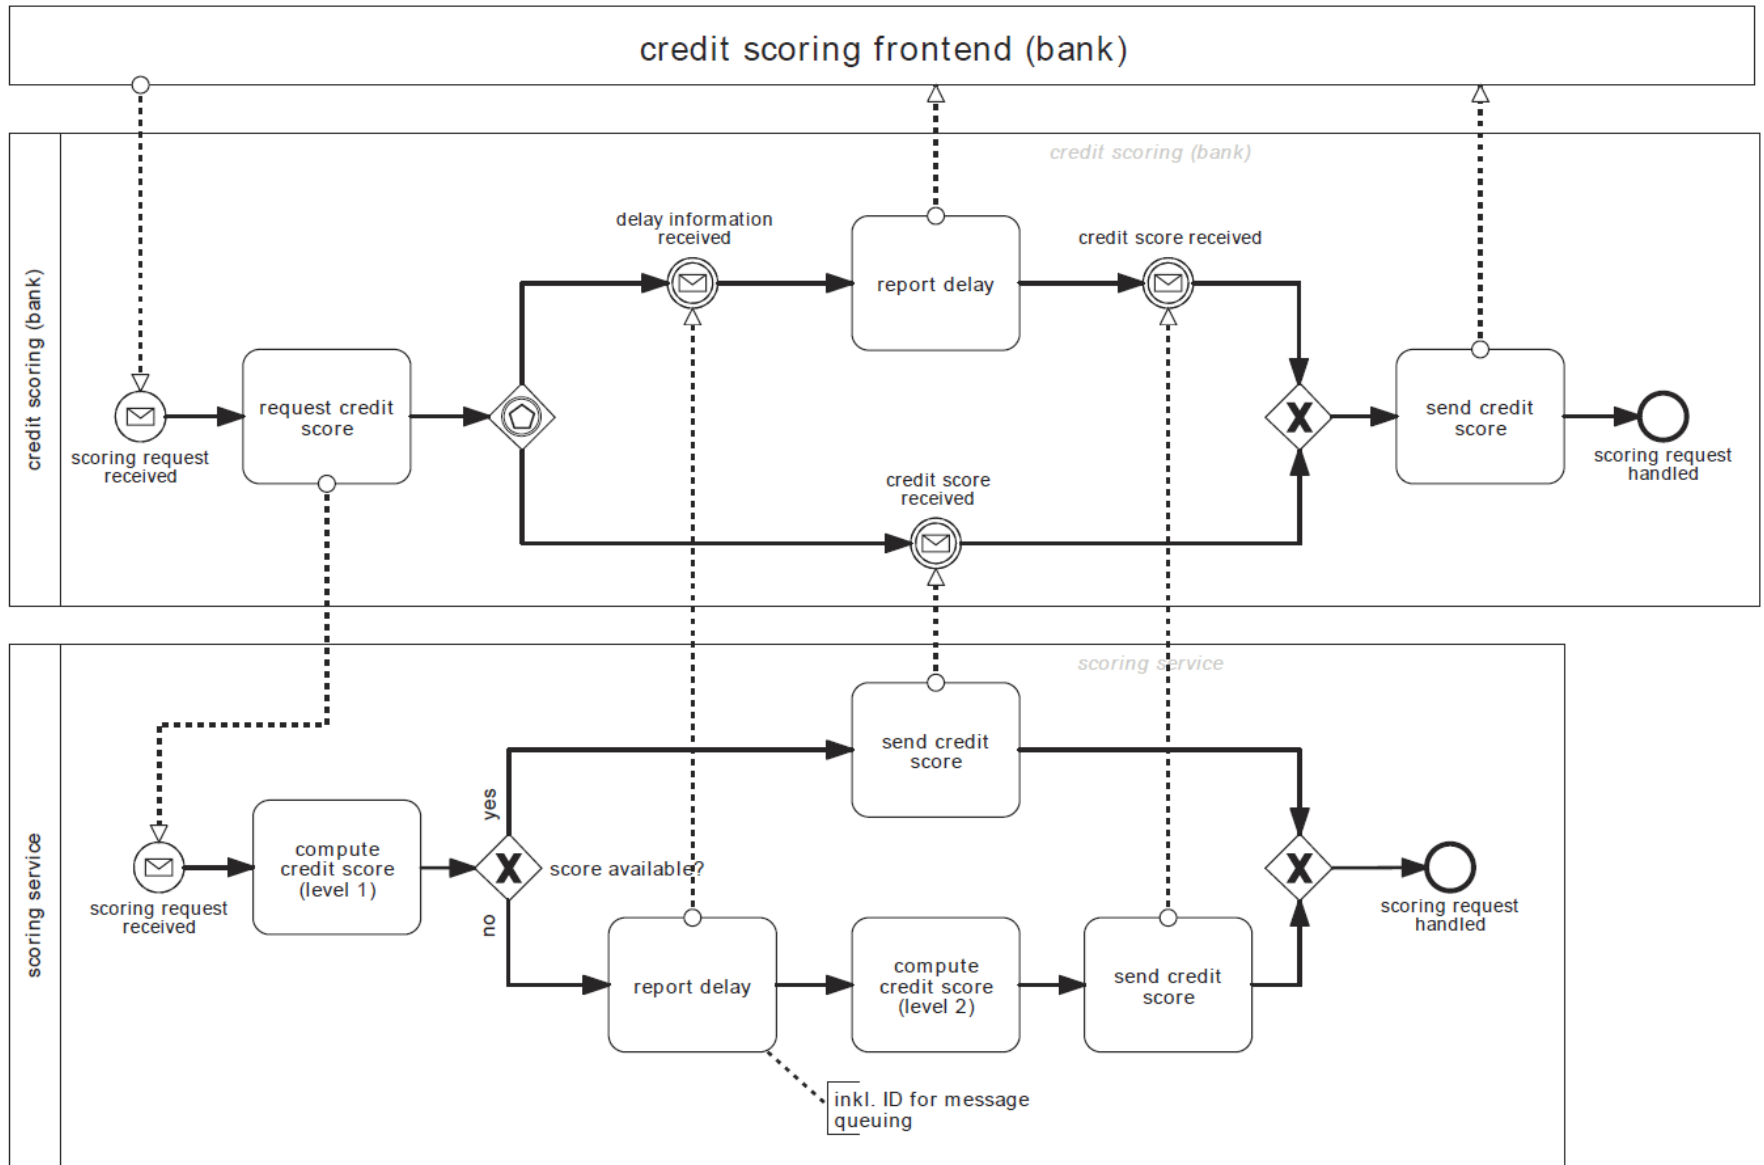 credit scoring frontend (bank)
credit scoring (bank)
credit scoring (bank)
delay information
received
report delay
credit score received
request credit
score
send credit
score
scoring request
received
scoring request
handled
credit score
received
scoring service
scoring service
send credit
score
yes
compute
credit score
(level 1)
score available?
scoring request
received
scoring request
handled
no
report delay
compute
credit score
(level 2)
send credit
score
inkl. ID for message
queuing